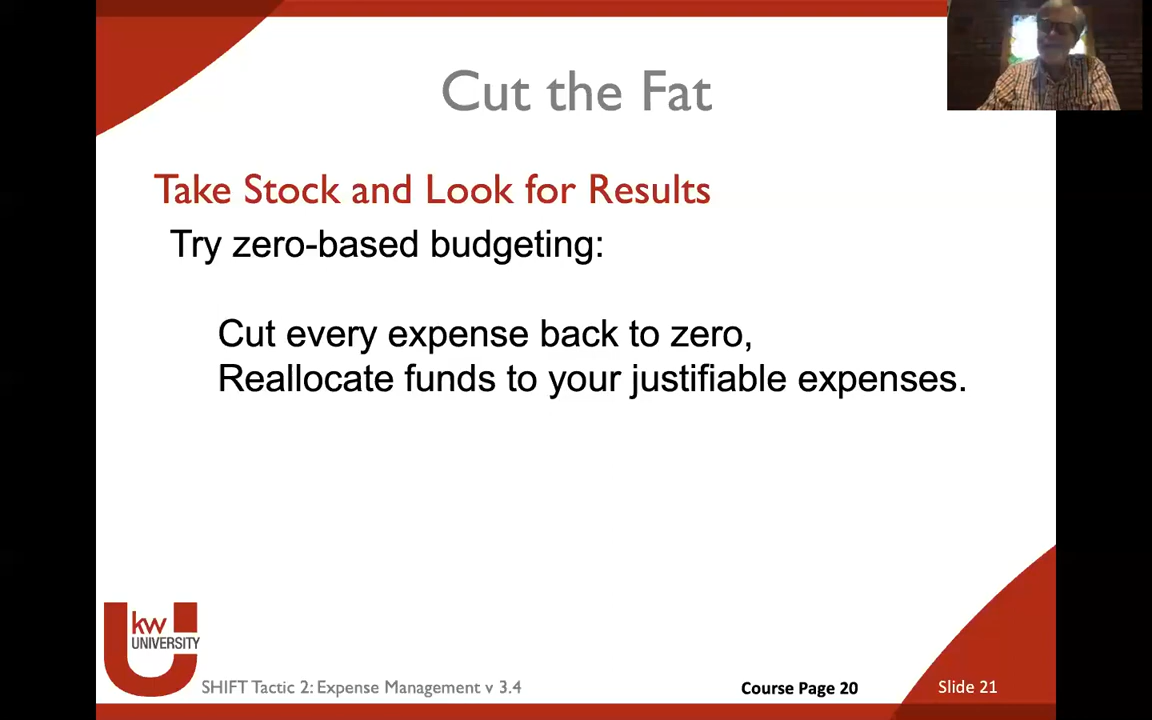 Cut the Fat
Take Stock and Look for Results
Try zero-based budgeting:
Cut every expense back to zero,
Reallocate funds to your justifiable expenses.
kw
UNIVERSITY
SHIFT Tactic 2: Expense Management v 3.4
Course Page 20
Slide 21